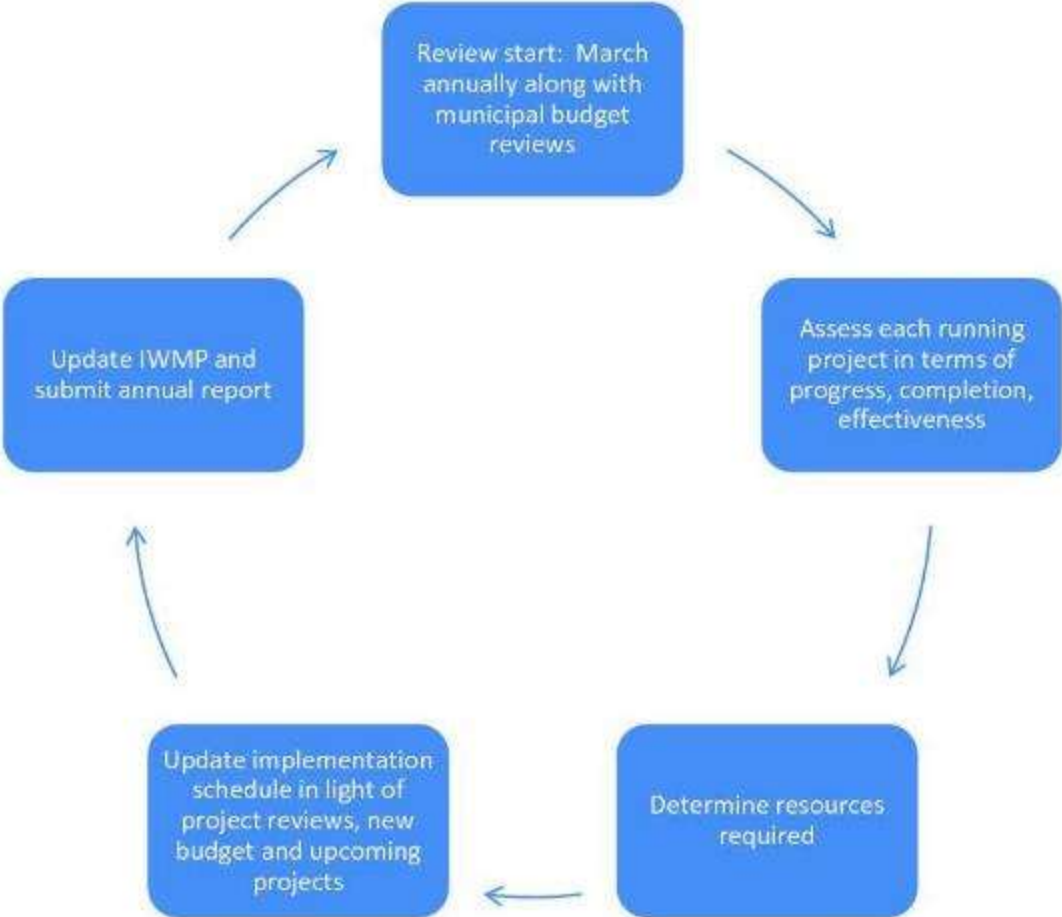 Review start:  March
annually along with
municipal budget
reviews
Assess each running
project in terms of
progress, completion,
effectiveness
Determine resources
required
Update implementation
schedule in light of
project reviews, new
budget and upcoming
projects
Update IWMP and
submit annual report